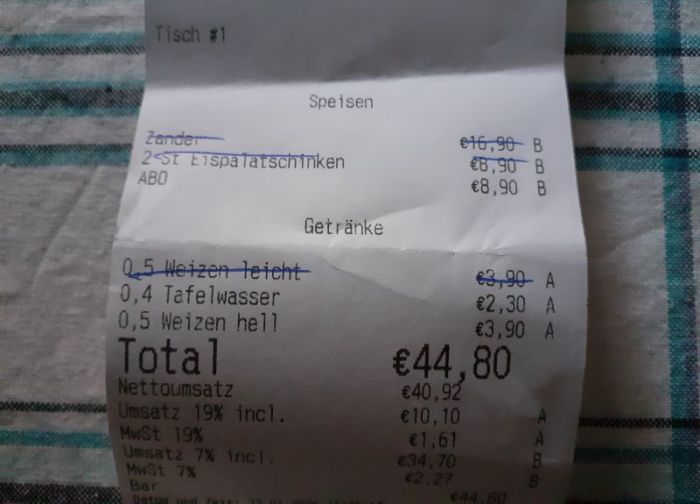 Tisch #1
Speisen
Zander €16,90 B
2 St Eispalatschinken €8,90 B
ABO €8,90 B
Getränke
0,5 Weizen leicht €3,90 A
0,4 Tafelwasser €2,30 A
0,5 Weizen hell €3,90 A
Total €44,80
Nettoumsatz €40,92
Umsatz 19% incl. €10,10 A
MwSt 19% €1,61 A
Umsatz 7% incl. €34,70 B
MwSt 7% €2,27 B
Bar €44,80
Datum und Zeit: